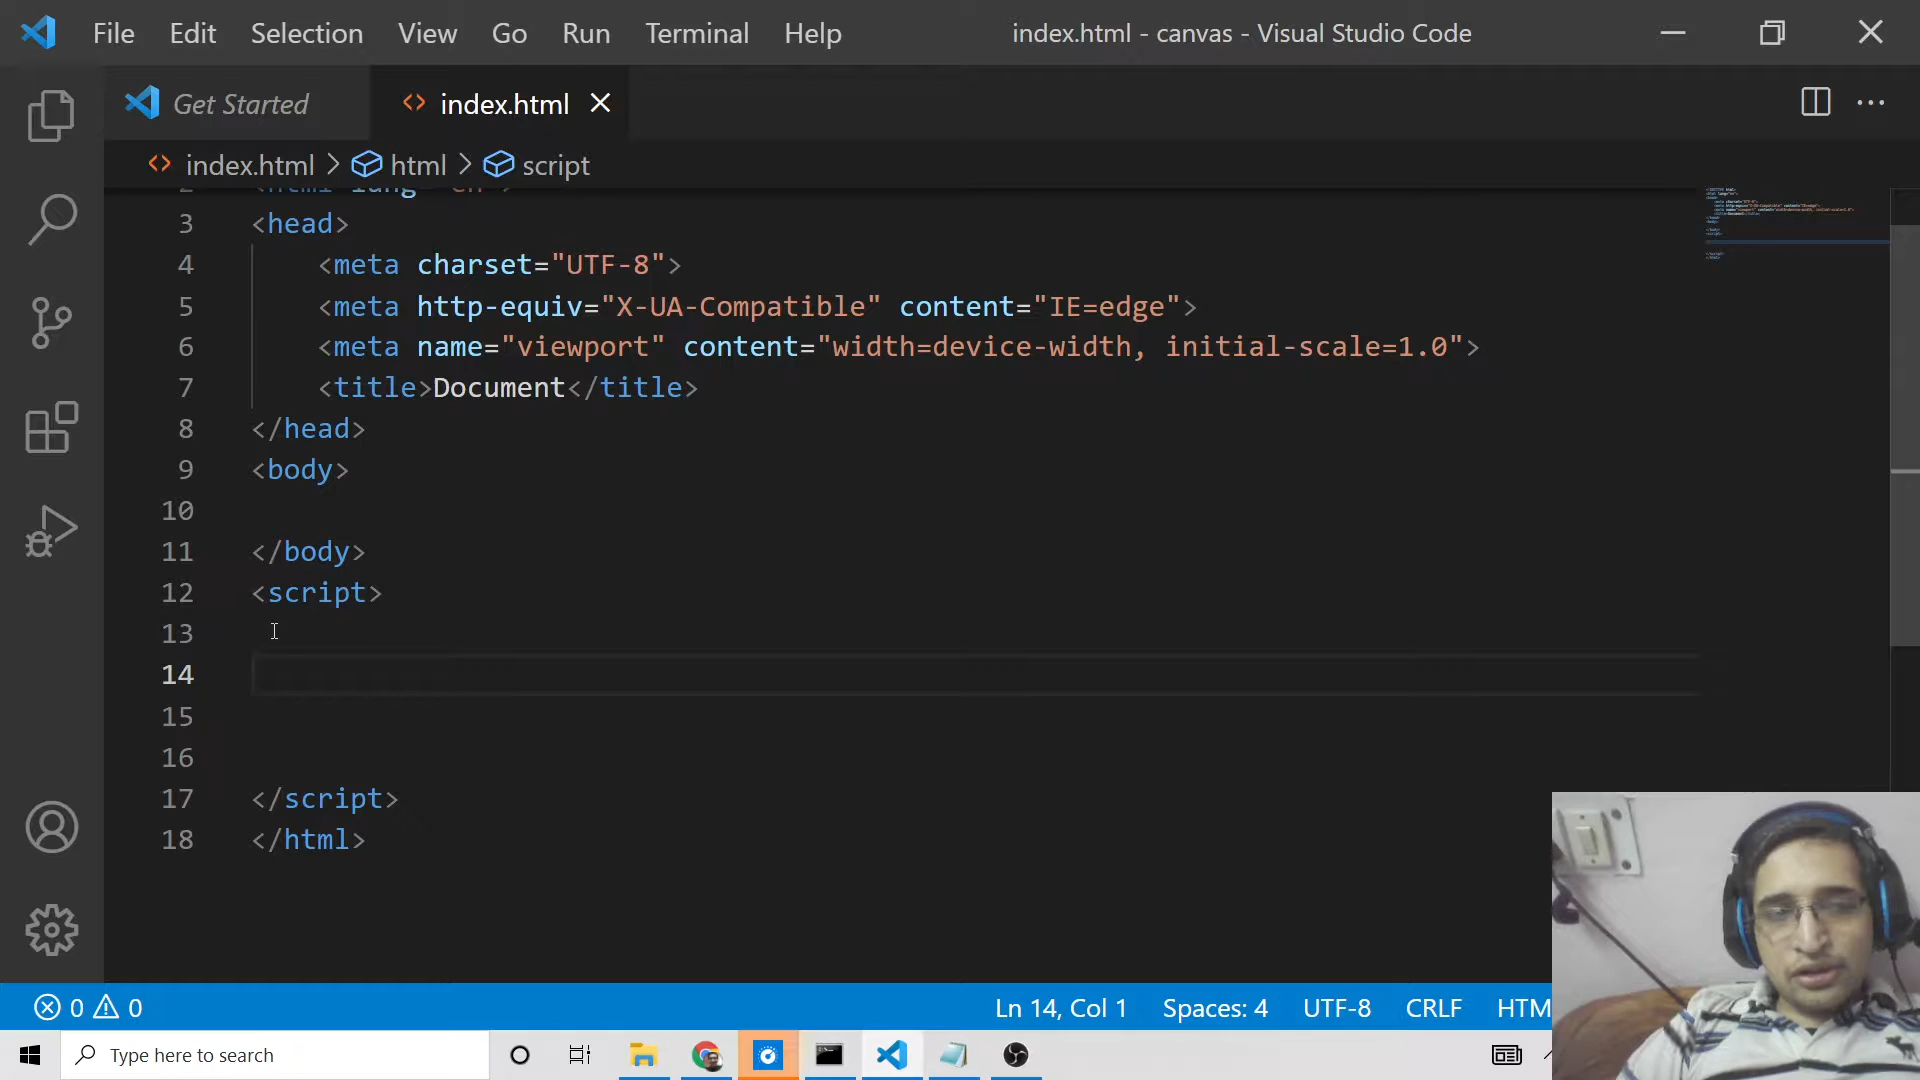 File Edit Selection View Go Run Terminal Help index.html - canvas - Visual Studio Code
Get Started index.html
index.html > html > script
3 <head>
4 <meta charset="UTF-8">
5 <meta http-equiv="X-UA-Compatible" content="IE=edge">
6 <meta name="viewport" content="width=device-width, initial-scale=1.0">
7 <title>Document</title>
8 </head>
9 <body>
10
11 </body>
12 <script>
13
14
15
16
17 </script>
18 </html>
0 0 Ln 14, Col 1 Spaces: 4 UTF-8 CRLF HTM
Type here to search